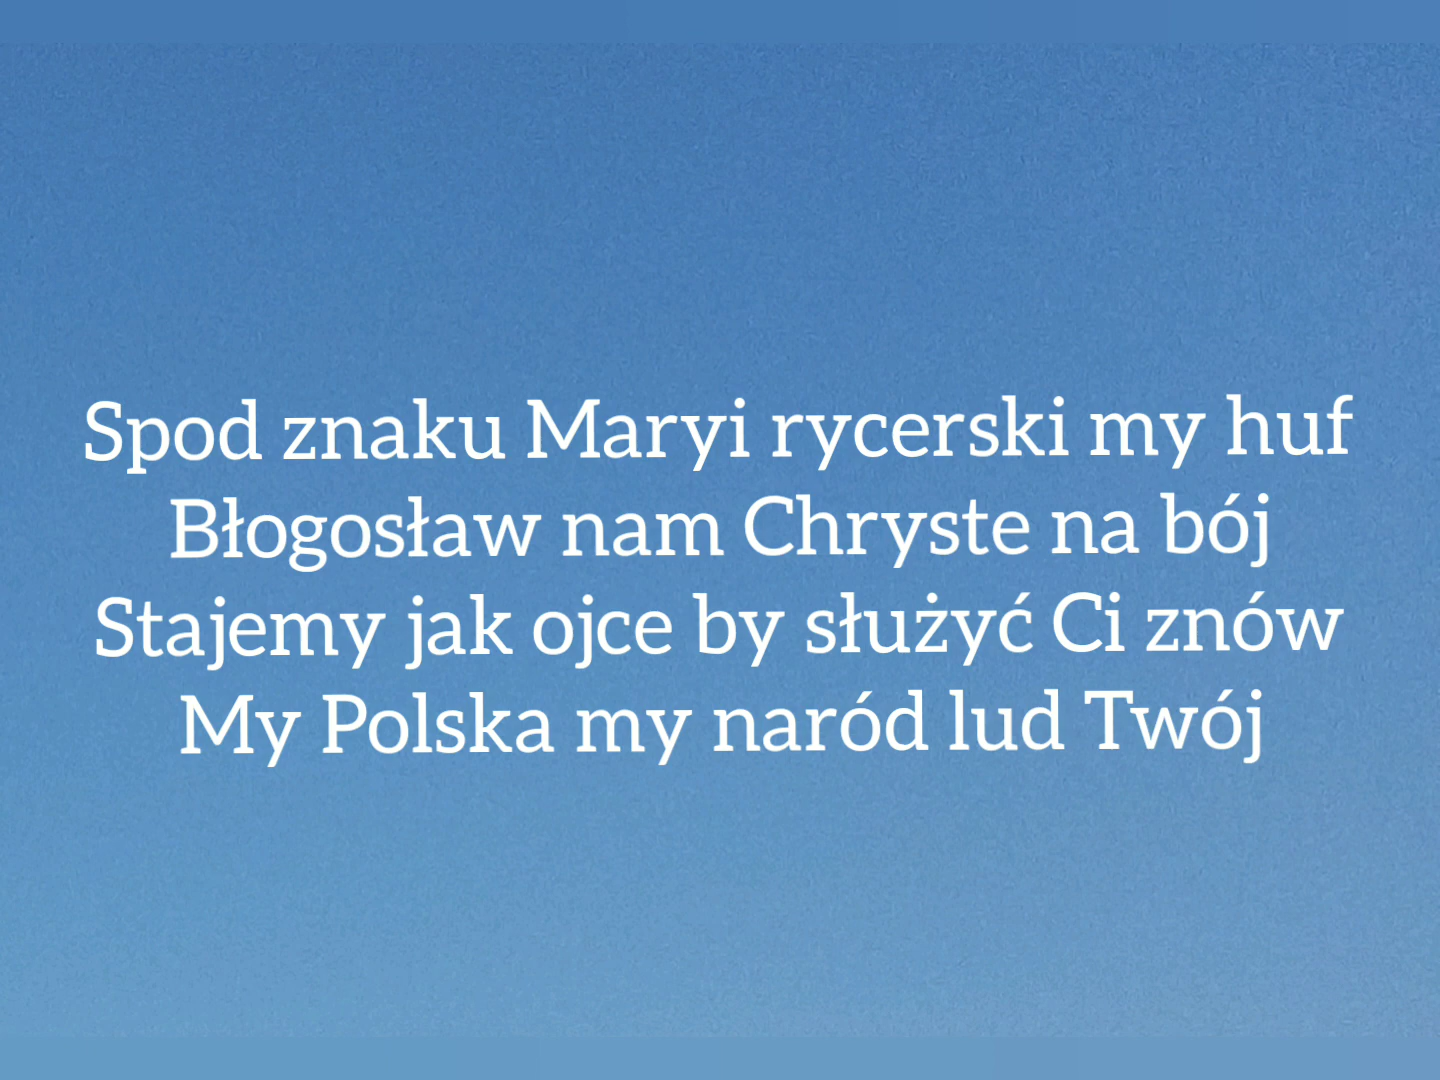 Spod znaku Maryi rycerski my huf
Błogosław nam Chryste na bój
Stajemy jak ojce by służyć Ci znów
My Polska my naród lud Twój